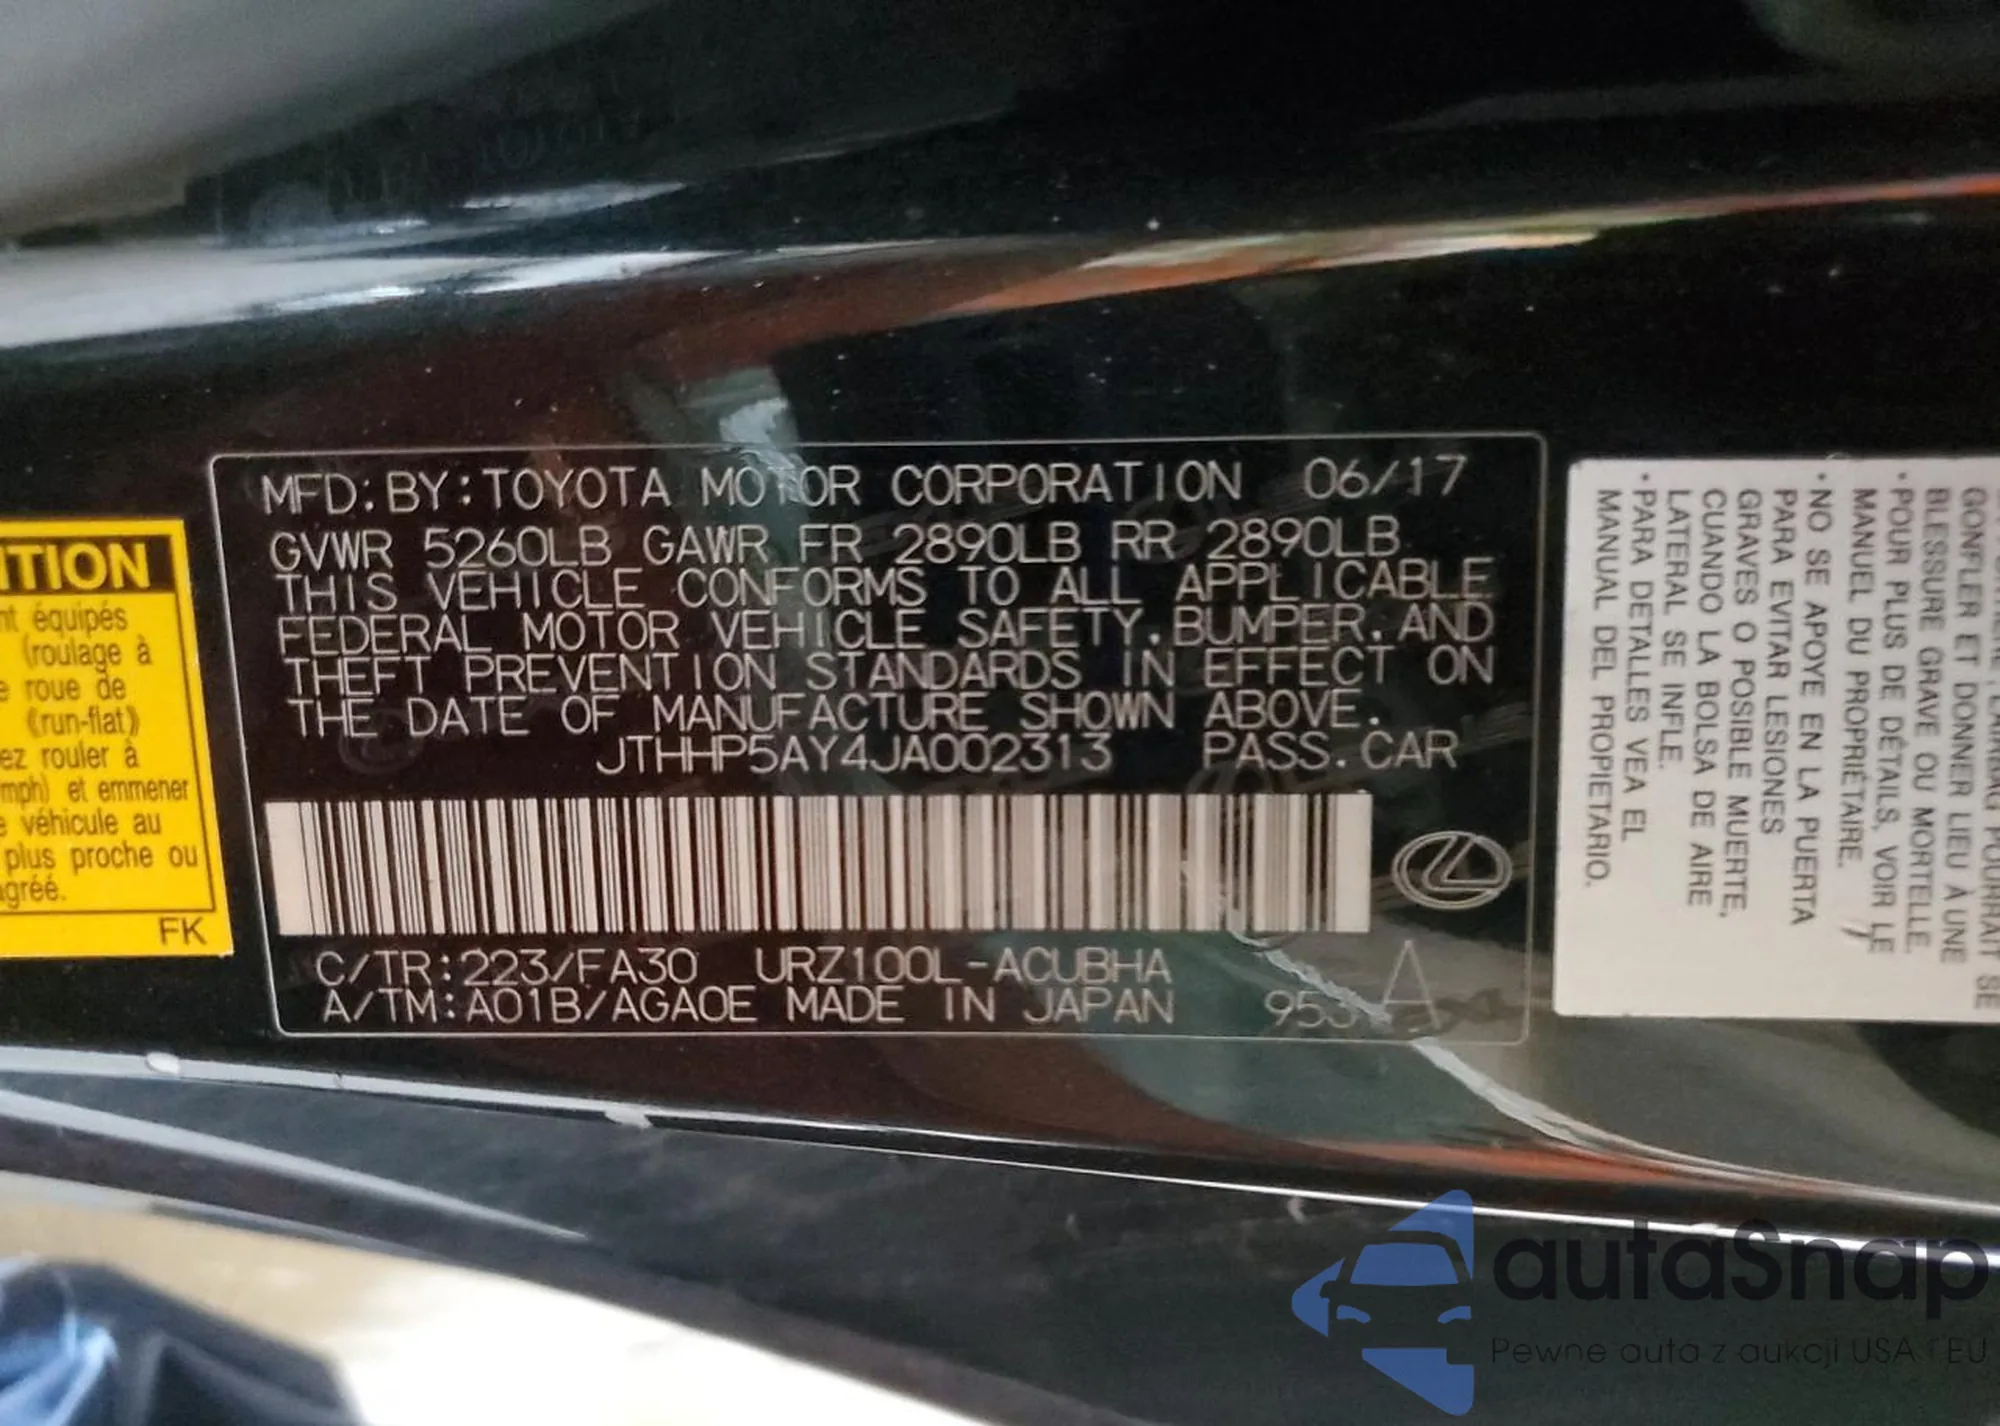 MFD:BY:TOYOTA MOTOR CORPORATION 06/17
GVWR 5260LB GAWR FR 2890LB RR 2890LB
THIS VEHICLE CONFORMS TO ALL APPLICABLE
FEDERAL MOTOR VEHICLE SAFETY,BUMPER,AND
THEFT PREVENTION STANDARDS IN EFFECT ON
THE DATE OF MANUFACTURE SHOWN ABOVE.
JTHHP5AY4JA002313 PASS.CAR
C/TR:223/FA30 URZ100L-ACUBHA
A/TM:A01B/AGA0E MADE IN JAPAN 953 A
ITION
nt équipés
(roulage à
e roue de
(run-flat)
ez rouler à
mph) et emmener
e véhicule au
plus proche ou
agréé.
FK
GONFLER ET DONNER LIEU À UNE
BLESSURE GRAVE OU MORTELLE.
•POUR PLUS DE DÉTAILS, VOIR LE
MANUEL DU PROPRIÉTAIRE.
•NO SE APOYE EN LA PUERTA
PARA EVITAR LESIONES
GRAVES O POSIBLE MUERTE,
CUANDO LA BOLSA DE AIRE
LATERAL SE INFLE.
•PARA DETALLES VEA EL
MANUAL DEL PROPIETARIO.
autaSnap
Pewne auta z aukcji USA i EU